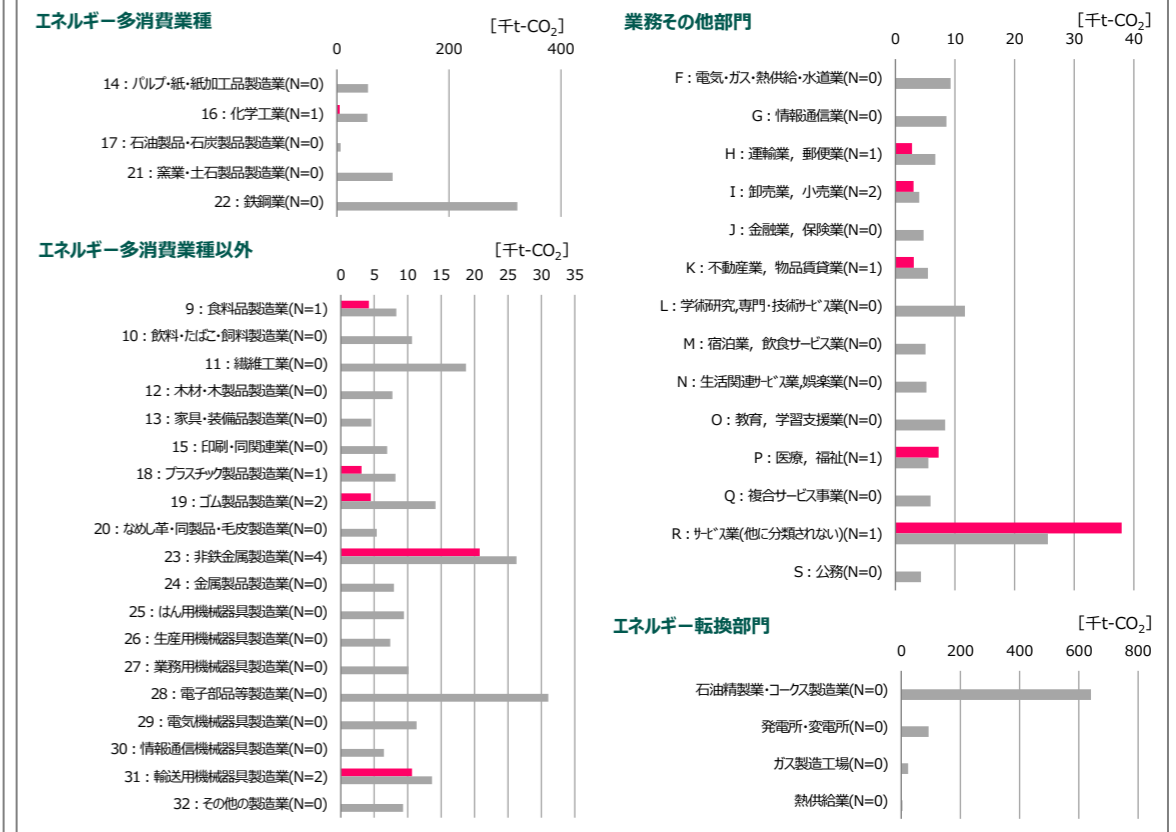 エネルギー多消費業種
[千t-CO₂]
0 200 400
14：パルプ・紙・紙加工品製造業(N=0)
16：化学工業(N=1)
17：石油製品・石炭製品製造業(N=0)
21：窯業・土石製品製造業(N=0)
22：鉄鋼業(N=0)
エネルギー多消費業種以外
[千t-CO₂]
0 5 10 15 20 25 30 35
9：食料品製造業(N=1)
10：飲料・たばこ・飼料製造業(N=0)
11：繊維工業(N=0)
12：木材・木製品製造業(N=0)
13：家具・装備品製造業(N=0)
15：印刷・同関連業(N=0)
18：プラスチック製品製造業(N=1)
19：ゴム製品製造業(N=2)
20：なめし革・同製品・毛皮製造業(N=0)
23：非鉄金属製造業(N=4)
24：金属製品製造業(N=0)
25：はん用機械器具製造業(N=0)
26：生産用機械器具製造業(N=0)
27：業務用機械器具製造業(N=0)
28：電子部品等製造業(N=0)
29：電気機械器具製造業(N=0)
30：情報通信機械器具製造業(N=0)
31：輸送用機械器具製造業(N=2)
32：その他の製造業(N=0)
業務その他部門
[千t-CO₂]
0 10 20 30 40
F：電気・ガス・熱供給・水道業(N=0)
G：情報通信業(N=0)
H：運輸業，郵便業(N=1)
I：卸売業，小売業(N=2)
J：金融業，保険業(N=0)
K：不動産業，物品賃貸業(N=1)
L：学術研究,専門・技術サービス業(N=0)
M：宿泊業，飲食サービス業(N=0)
N：生活関連サービス業,娯楽業(N=0)
O：教育，学習支援業(N=0)
P：医療，福祉(N=1)
Q：複合サービス事業(N=0)
R：サービス業(他に分類されない)(N=1)
S：公務(N=0)
エネルギー転換部門
[千t-CO₂]
0 200 400 600 800
石油精製業・コークス製造業(N=0)
発電所・変電所(N=0)
ガス製造工場(N=0)
熱供給業(N=0)